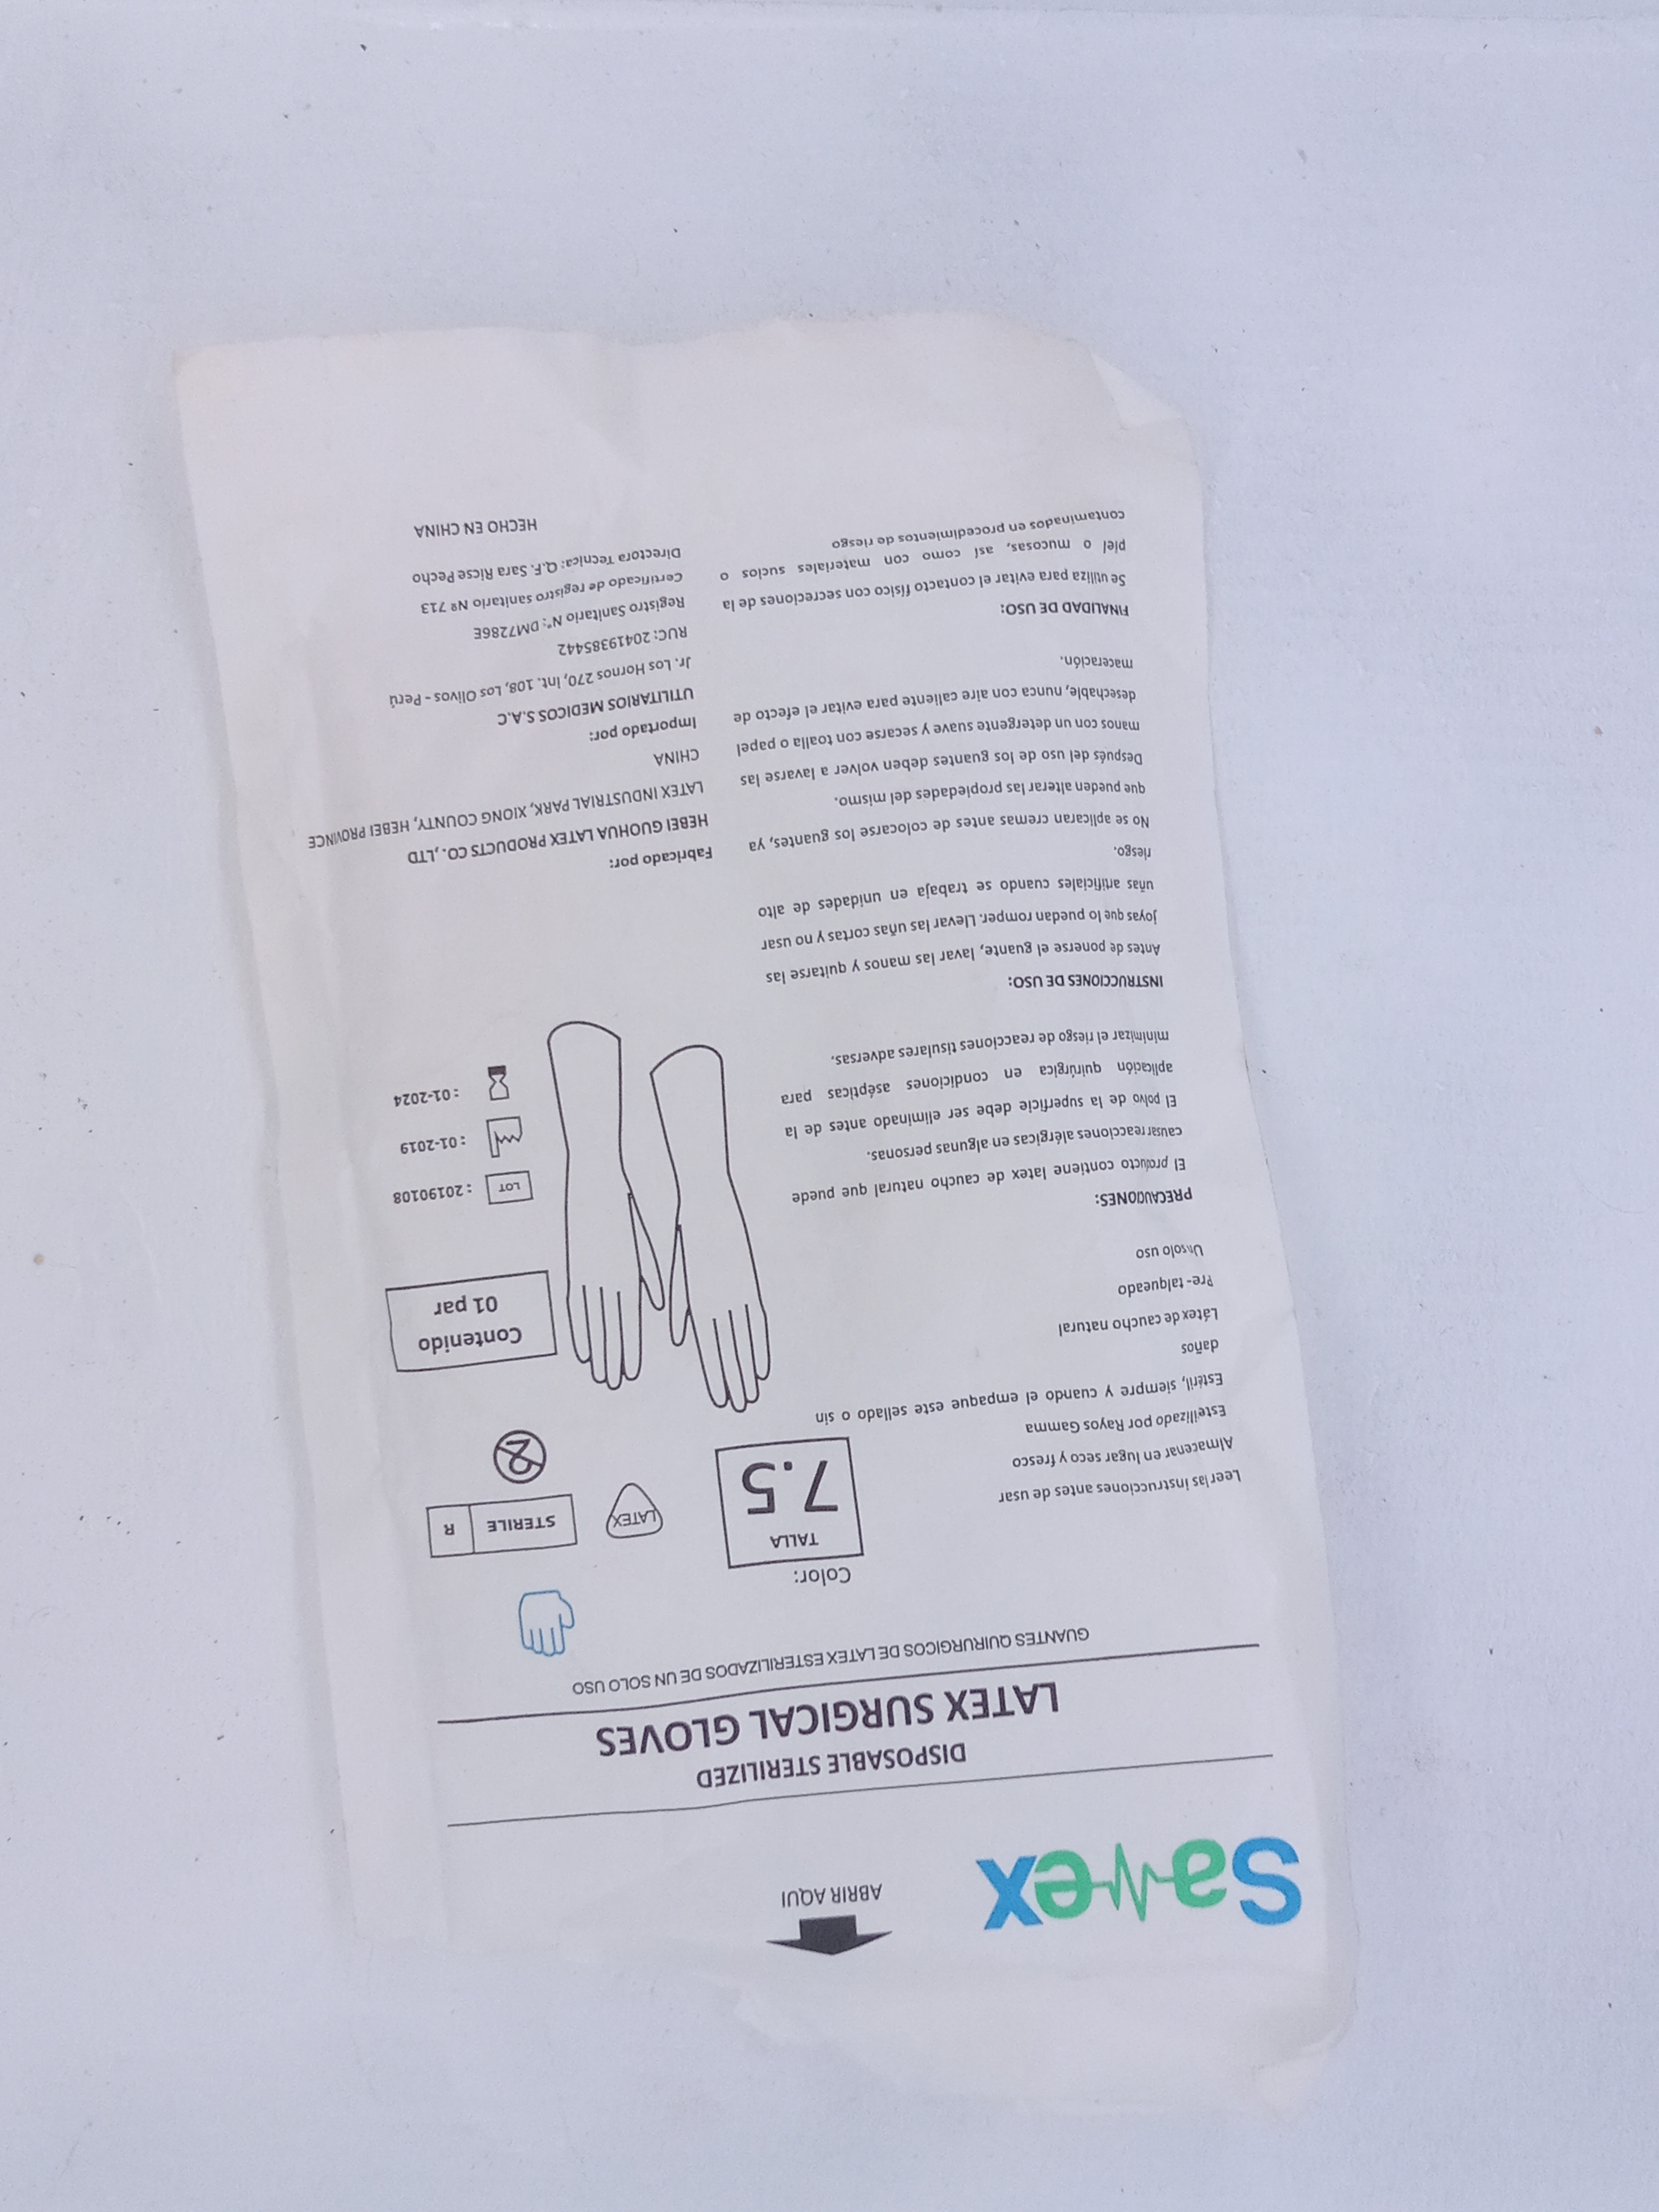 ABRIR AQUI
DISPOSABLE STERILIZED
LATEX SURGICAL GLOVES
GUANTES QUIRURGICOS DE LATEX ESTERILIZADOS DE UN SOLO USO
Color:
TALLA
7.5
LATEX
STERILE R
2
Contenido
01 par
LOT : 20190108
: 01-2019
: 01-2024
Leer las instrucciones antes de usar
Almacenar en lugar seco y fresco
Esteilizado por Rayos Gamma
Estéril, siempre y cuando el empaque este sellado o sin
daños
Látex de caucho natural
Pre- talqueado
Un solo uso
PRECAUCIONES:
El producto contiene latex de caucho natural que puede
causar reacciones alérgicas en algunas personas.
El polvo de la superficie debe ser eliminado antes de la
aplicación quirúrgica en condiciones asépticas para
minimizar el riesgo de reacciones tisulares adversas.
INSTRUCCIONES DE USO:
Antes de ponerse el guante, lavar las manos y quitarse las
joyas que lo puedan romper. Llevar las uñas cortas y no usar
uñas artificiales cuando se trabaja en unidades de alto
riesgo.
No se aplicaran cremas antes de colocarse los guantes, ya
que pueden alterar las propiedades del mismo.
Después del uso de los guantes deben volver a lavarse las
manos con un detergente suave y secarse con toalla o papel
desechable, nunca con aire caliente para evitar el efecto de
maceración.
FINALIDAD DE USO:
Se utiliza para evitar el contacto físico con secreciones de la
piel o mucosas, así como con materiales sucios o
contaminados en procedimientos de riesgo
Fabricado por:
HEBEI GUOHUA LATEX PRODUCTS CO. ,LTD
LATEX INDUSTRIAL PARK, XIONG COUNTY, HEBEI PROVINCE
CHINA
Importado por:
UTILITARIOS MEDICOS S.A.C
Jr. Los Hornos 270, Int. 108, Los Olivos - Perú
RUC: 20419385442
Registro Sanitario N°: DM7286E
Certificado de registro sanitario Nº 713
Directora Tecnica: Q.F. Sara Ricse Pecho
HECHO EN CHINA